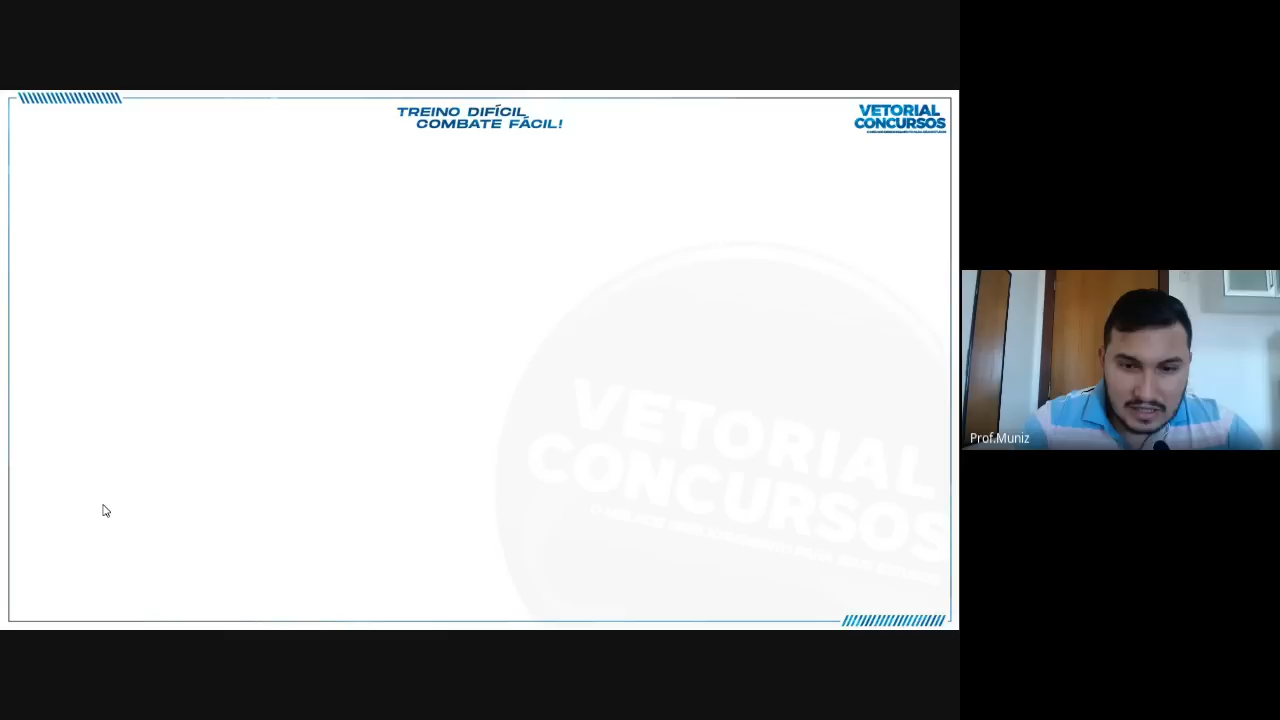 TREINO DIFÍCIL
COMBATE FÁCIL!
VETORIAL
CONCURSOS
VETORIAL
CONCURSOS
Prof.Muniz